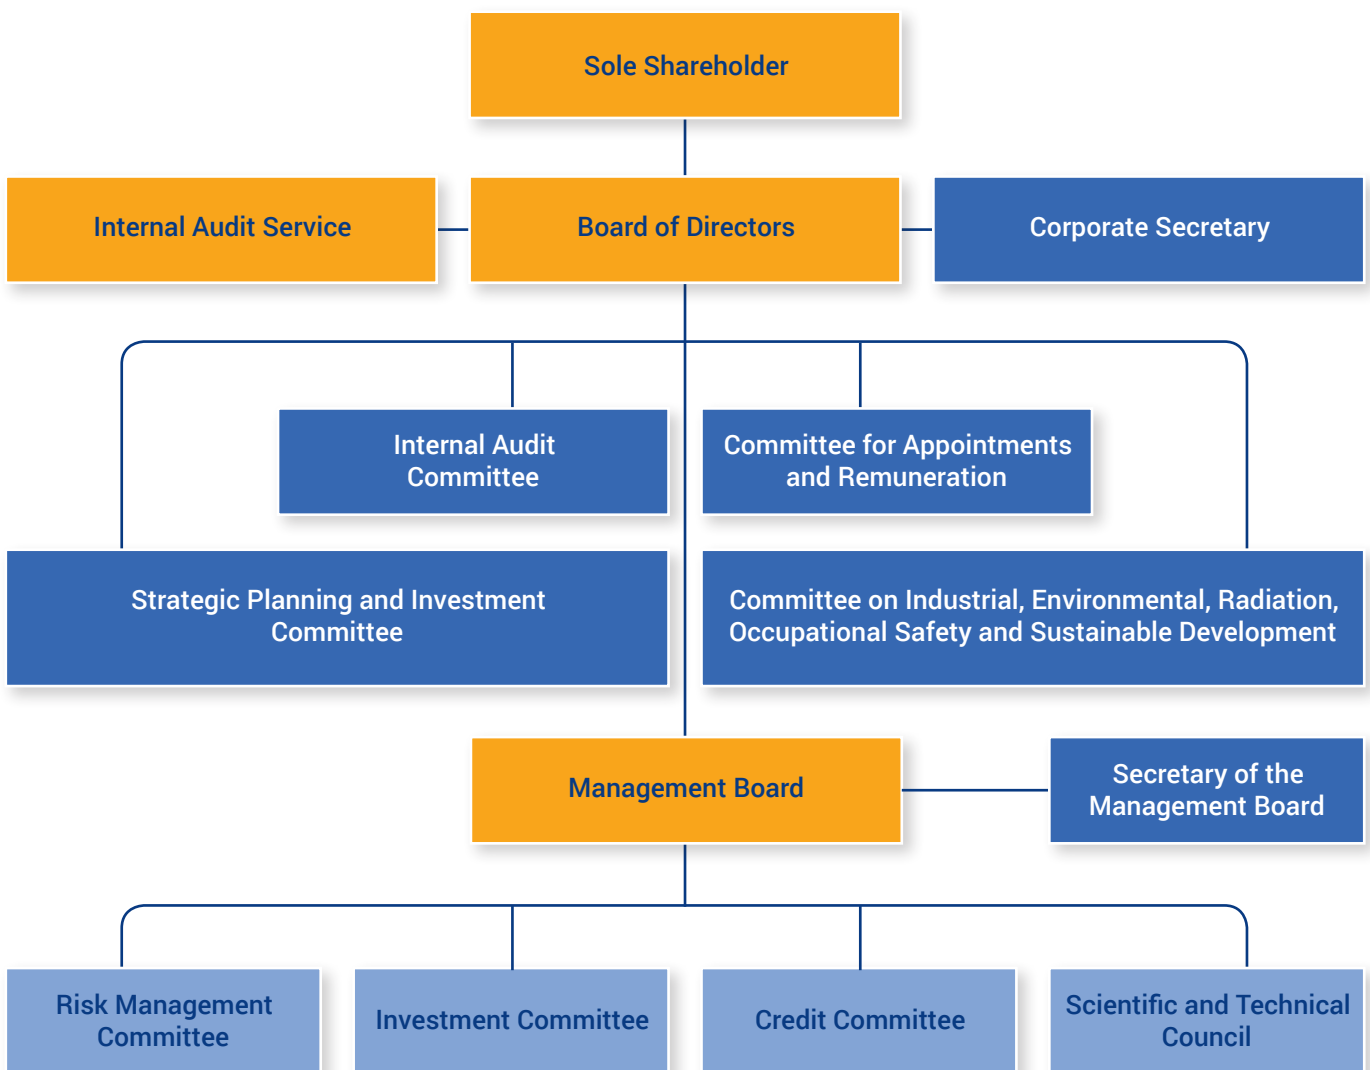 Sole Shareholder
Internal Audit Service
Board of Directors
Corporate Secretary
Internal Audit
Committee
Committee for Appointments
and Remuneration
Strategic Planning and Investment
Committee
Committee on Industrial, Environmental, Radiation,
Occupational Safety and Sustainable Development
Management Board
Secretary of the
Management Board
Risk Management
Committee
Investment Committee
Credit Committee
Scientific and Technical
Council